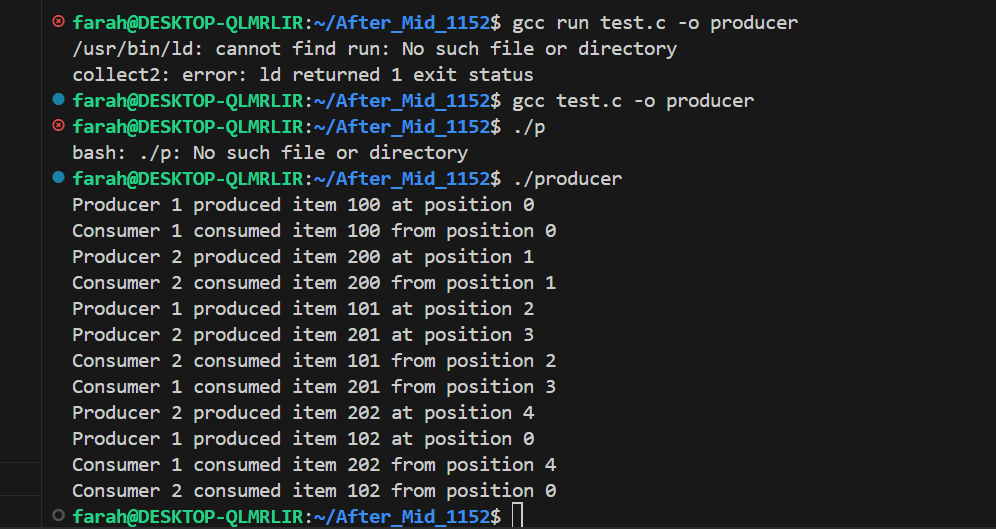 farah@DESKTOP-QLMRLIR:~/After_Mid_1152$ gcc run test.c -o producer
/usr/bin/ld: cannot find run: No such file or directory
collect2: error: ld returned 1 exit status
farah@DESKTOP-QLMRLIR:~/After_Mid_1152$ gcc test.c -o producer
farah@DESKTOP-QLMRLIR:~/After_Mid_1152$ ./p
bash: ./p: No such file or directory
farah@DESKTOP-QLMRLIR:~/After_Mid_1152$ ./producer
Producer 1 produced item 100 at position 0
Consumer 1 consumed item 100 from position 0
Producer 2 produced item 200 at position 1
Consumer 2 consumed item 200 from position 1
Producer 1 produced item 101 at position 2
Producer 2 produced item 201 at position 3
Consumer 2 consumed item 101 from position 2
Consumer 1 consumed item 201 from position 3
Producer 2 produced item 202 at position 4
Producer 1 produced item 102 at position 0
Consumer 1 consumed item 202 from position 4
Consumer 2 consumed item 102 from position 0
farah@DESKTOP-QLMRLIR:~/After_Mid_1152$